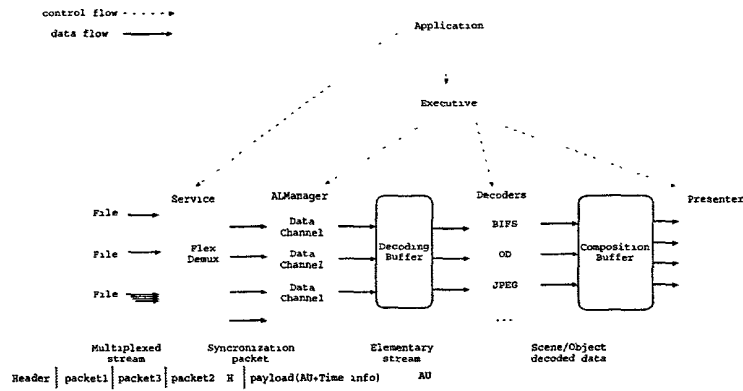 control flow
data flow
Application
Executive
Service
ALManager
Decoders
Presenter
File
File
File
Flex
Demux
Data
Channel
Data
Channel
Data
Channel
Decoding
Buffer
BIFS
OD
JPEG
...
Composition
Buffer
Multiplexed
stream
Syncronization
packet
Elementary
stream
Scene/Object
decoded data
Header packet1 packet3 packet2 H payload(AU+Time info) AU